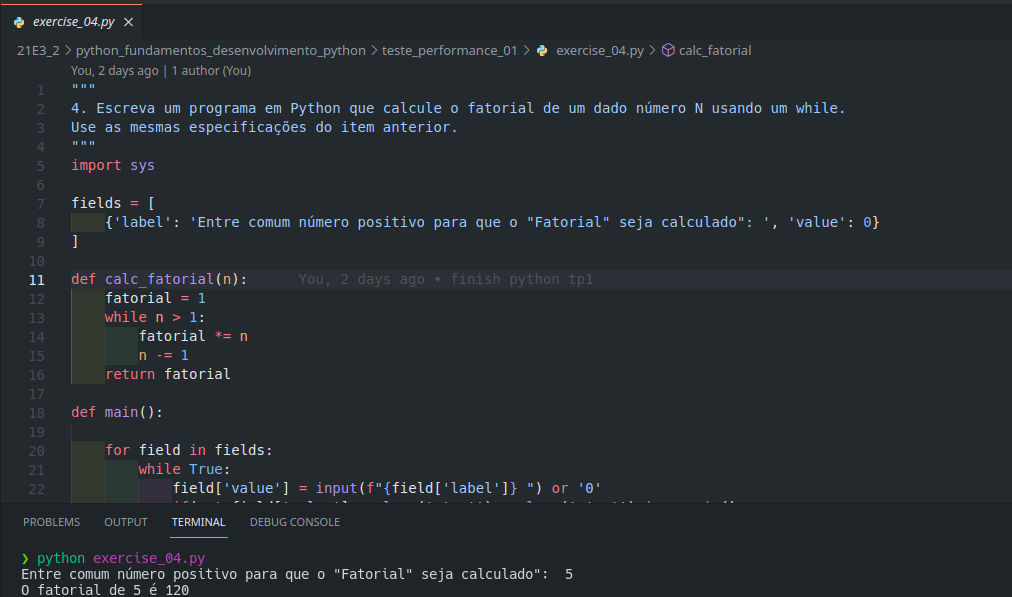 exercise_04.py ×
21E3_2 > python_fundamentos_desenvolvimento_python > teste_performance_01 > exercise_04.py > calc_fatorial
You, 2 days ago | 1 author (You)
1 """
2 4. Escreva um programa em Python que calcule o fatorial de um dado número N usando um while.
3 Use as mesmas especificações do item anterior.
4 """
5 import sys
6
7 fields = [
8     {'label': 'Entre comum número positivo para que o "Fatorial" seja calculado": ', 'value': 0}
9 ]
10
11 def calc_fatorial(n):      You, 2 days ago • finish python tp1
12     fatorial = 1
13     while n > 1:
14         fatorial *= n
15         n -= 1
16     return fatorial
17
18 def main():
19
20     for field in fields:
21         while True:
22             field['value'] = input(f"{field['label']} ") or '0'
PROBLEMS OUTPUT TERMINAL DEBUG CONSOLE
❯ python exercise_04.py
Entre comum número positivo para que o "Fatorial" seja calculado":  5
O fatorial de 5 é 120